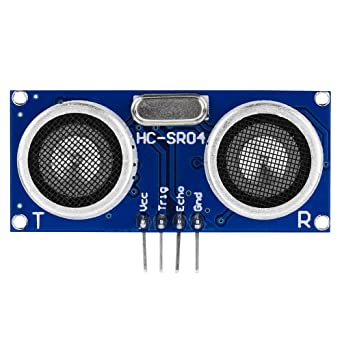 HC-SR04
T
R
Vcc
Trig
Echo
Gnd